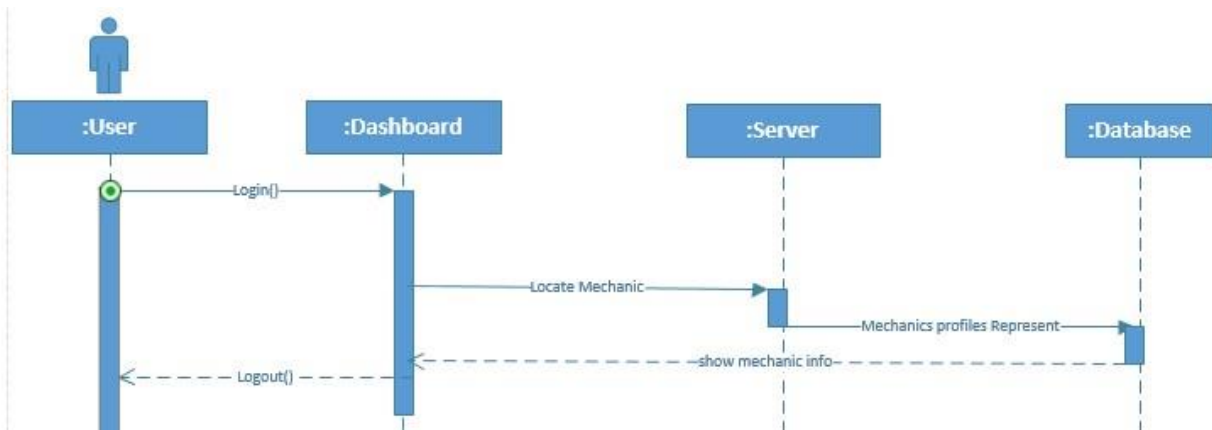 :User
:Dashboard
:Server
:Database
Login()
Locate Mechanic
Mechanics profiles Represent
show mechanic info
Logout()